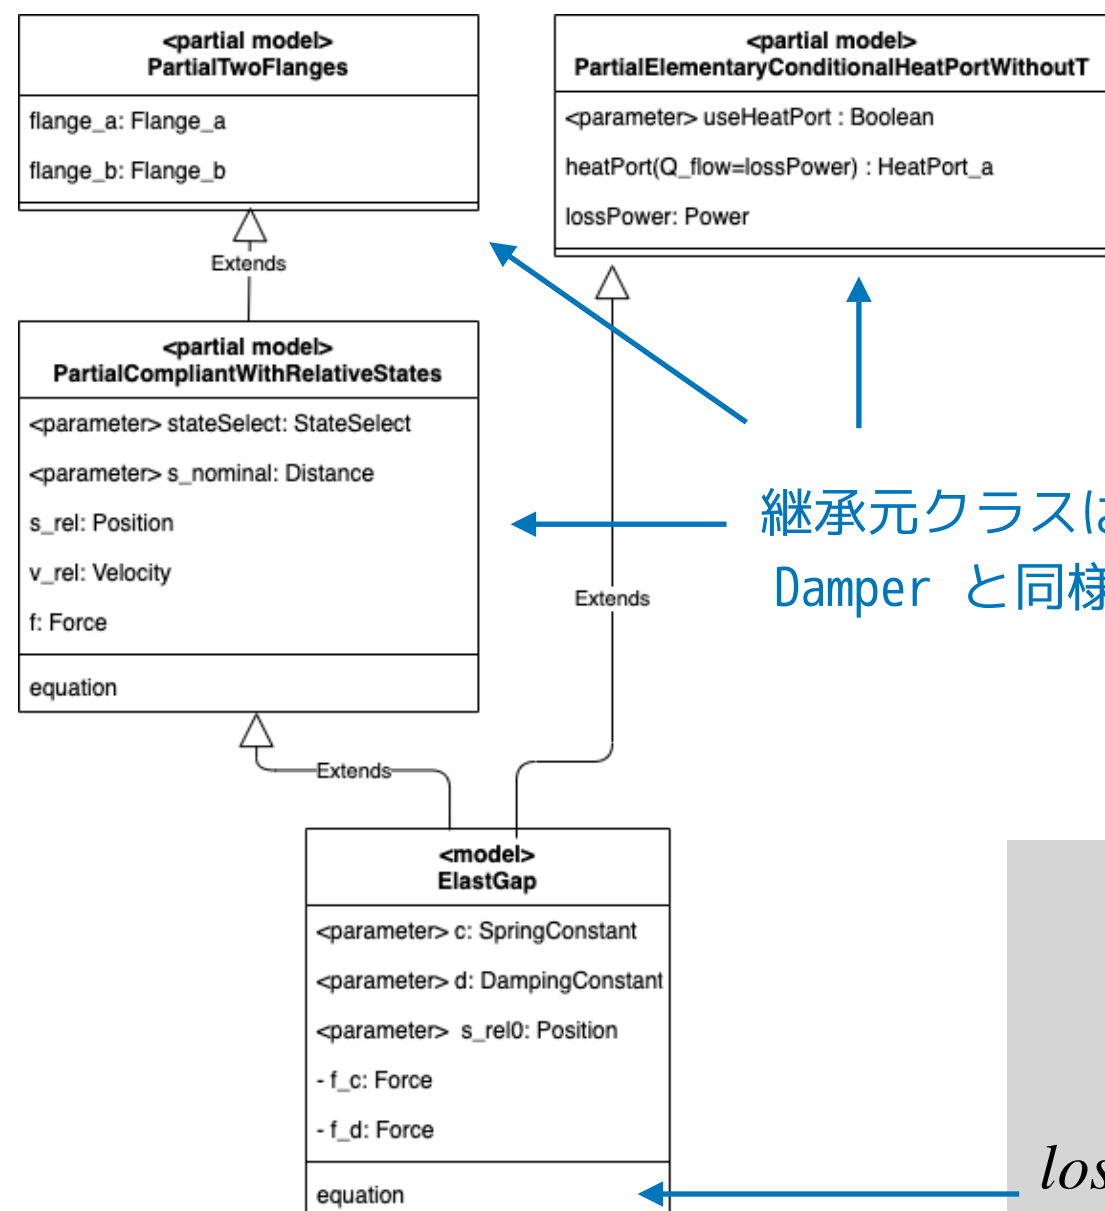 <partial model>
PartialTwoFlanges
flange_a: Flange_a
flange_b: Flange_b
<partial model>
PartialElementaryConditionalHeatPortWithoutT
<parameter> useHeatPort : Boolean
heatPort(Q_flow=lossPower) : HeatPort_a
lossPower: Power
Extends
<partial model>
PartialCompliantWithRelativeStates
<parameter> stateSelect: StateSelect
<parameter> s_nominal: Distance
s_rel: Position
v_rel: Velocity
f: Force
equation
継承元クラスは
Damper と同様
Extends
Extends
<model>
ElastGap
<parameter> c: SpringConstant
<parameter> d: DampingConstant
<parameter> s_rel0: Position
- f_c: Force
- f_d: Force
equation
los